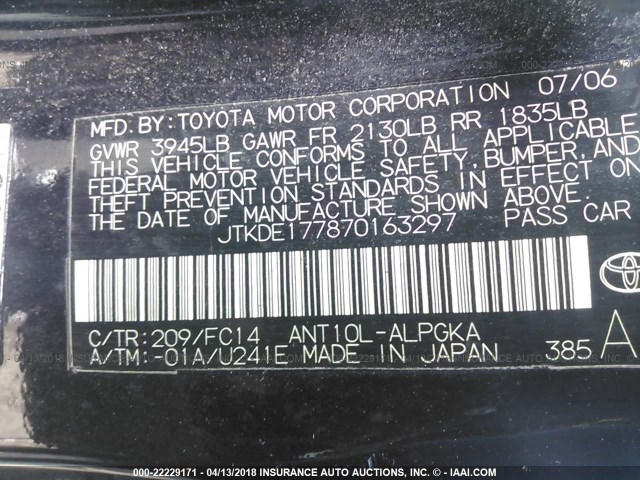 MFD. BY: TOYOTA MOTOR CORPORATION 07/06
GVWR 3945LB GAWR FR 2130LB RR 1835LB
THIS VEHICLE CONFORMS TO ALL APPLICABLE
FEDERAL MOTOR VEHICLE SAFETY, BUMPER, AND
THEFT PREVENTION STANDARDS IN EFFECT ON
THE DATE OF MANUFACTURE SHOWN ABOVE.
JTKDE177870163297 PASS CAR
C/TR: 209/FC14 ANT10L-ALPGKA
A/TM: -01A/U241E MADE IN JAPAN 385 A
TOYOTA
000-22229171 - 04/13/2018 INSURANCE AUTO AUCTIONS, INC. © - IAAI.COM